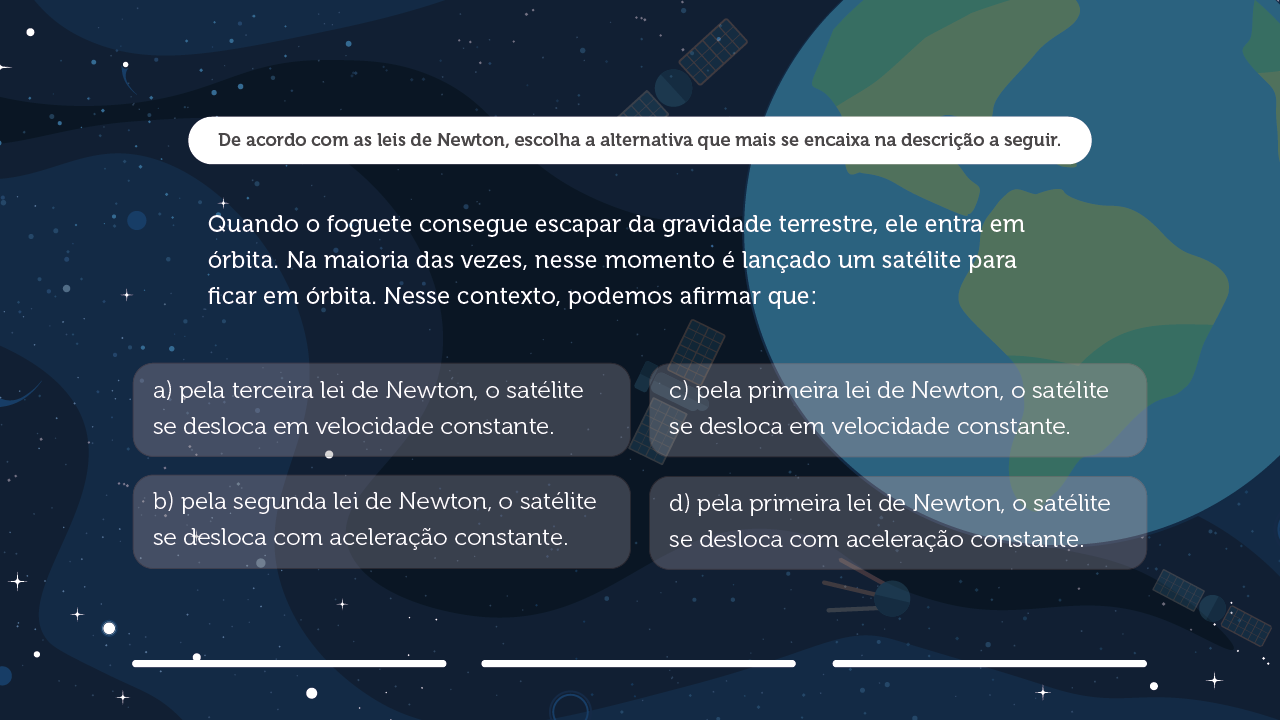 De acordo com as leis de Newton, escolha a alternativa que mais se encaixa na descrição a seguir.
Quando o foguete consegue escapar da gravidade terrestre, ele entra em
órbita. Na maioria das vezes, nesse momento é lançado um satélite para
ficar em órbita. Nesse contexto, podemos afirmar que:
a) pela terceira lei de Newton, o satélite
se desloca em velocidade constante.
b) pela segunda lei de Newton, o satélite
se desloca com aceleração constante.
c) pela primeira lei de Newton, o satélite
se desloca em velocidade constante.
d) pela primeira lei de Newton, o satélite
se desloca com aceleração constante.